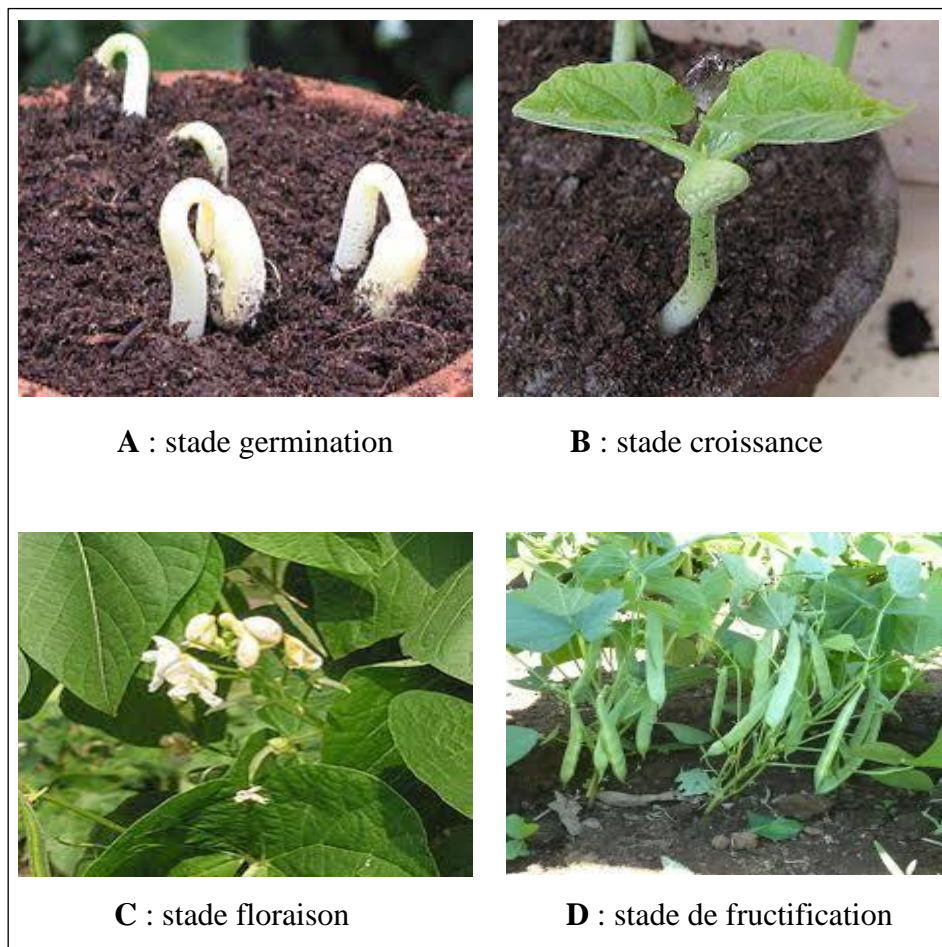 A : stade germination
B : stade croissance
C : stade floraison
D : stade de fructification